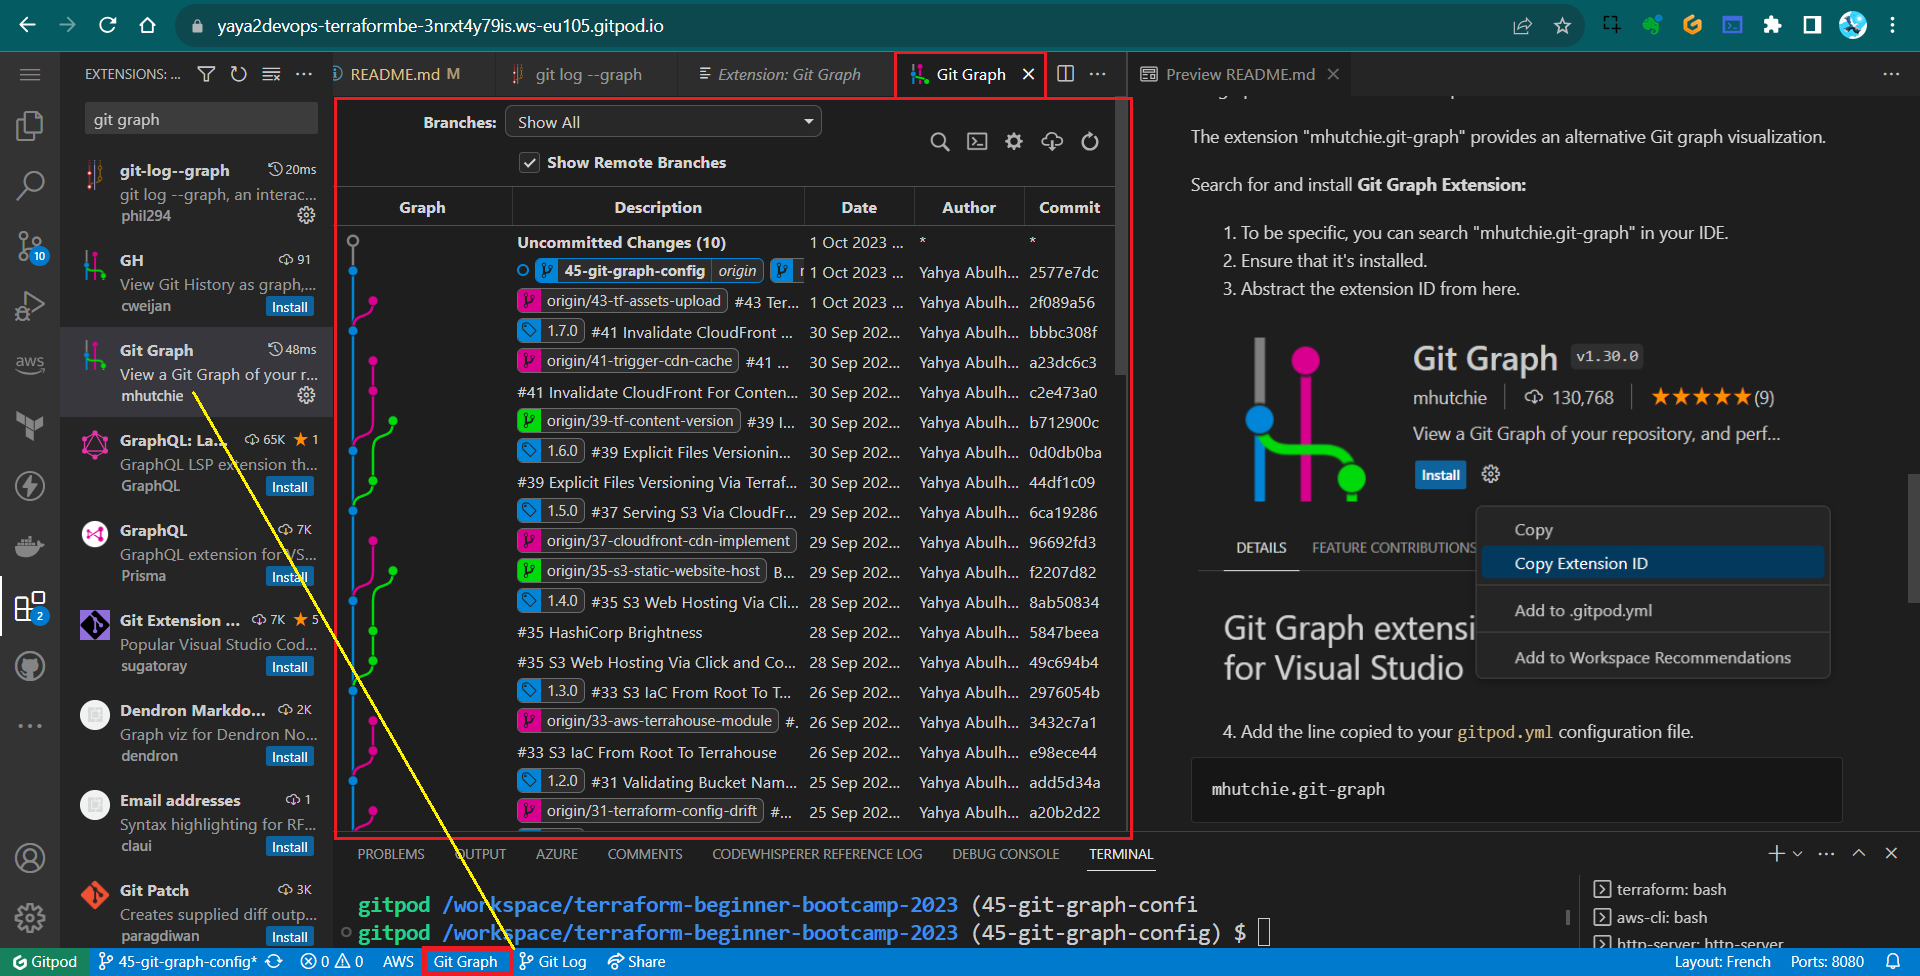 yaya2devops-terraformbe-3nrxt4y79is.ws-eu105.gitpod.io
EXTENSIONS: ...
README.md M
git log --graph
Extension: Git Graph
Git Graph
Preview README.md
git graph
git-log--graph
20ms
git log --graph, an interac...
phil294
GH
91
View Git History as graph,...
cweijan
Install
Git Graph
48ms
View a Git Graph of your r...
mhutchie
GraphQL: La...
65K
1
GraphQL LSP extension th...
GraphQL
Install
GraphQL
7K
GraphQL extension for VS...
Prisma
Install
Git Extension ...
7K
5
Popular Visual Studio Cod...
sugatoray
Install
Dendron Markdo...
2K
Graph viz for Dendron No...
dendron
Install
Email addresses
1
Syntax highlighting for RF...
claui
Install
Git Patch
3K
Creates supplied diff outp...
paragdiwan
Install
10
aws
2
Branches:
Show All
Show Remote Branches
Graph Description Date Author Commit
Uncommitted Changes (10) 1 Oct 2023 ... * *
45-git-graph-config origin 1 Oct 2023 ... Yahya Abulh... 2577e7dc
origin/43-tf-assets-upload #43 Ter... 1 Oct 2023 ... Yahya Abulh... 2f089a56
1.7.0 #41 Invalidate CloudFront ... 30 Sep 202... Yahya Abulh... bbbc308f
origin/41-trigger-cdn-cache #41 ... 30 Sep 202... Yahya Abulh... a23dc6c3
#41 Invalidate CloudFront For Conten... 30 Sep 202... Yahya Abulh... c2e473a0
origin/39-tf-content-version #39 I... 30 Sep 202... Yahya Abulh... b712900c
1.6.0 #39 Explicit Files Versionin... 30 Sep 202... Yahya Abulh... 0d0db0ba
#39 Explicit Files Versioning Via Terraf... 30 Sep 202... Yahya Abulh... 44df1c09
1.5.0 #37 Serving S3 Via CloudFr... 29 Sep 202... Yahya Abulh... 6ca19286
origin/37-cloudfront-cdn-implement 29 Sep 202... Yahya Abulh... 96692fd3
origin/35-s3-static-website-host B... 29 Sep 202... Yahya Abulh... f2207d82
1.4.0 #35 S3 Web Hosting Via Cli... 28 Sep 202... Yahya Abulh... 8ab50834
#35 HashiCorp Brightness 28 Sep 202... Yahya Abulh... 5847beea
#35 S3 Web Hosting Via Click and Co... 28 Sep 202... Yahya Abulh... 49c694b4
1.3.0 #33 S3 IaC From Root To T... 26 Sep 202... Yahya Abulh... 2976054b
origin/33-aws-terrahouse-module #. 26 Sep 202... Yahya Abulh... 3432c7a1
#33 S3 IaC From Root To Terrahouse 26 Sep 202... Yahya Abulh... e98ece44
1.2.0 #31 Validating Bucket Nam... 25 Sep 202... Yahya Abulh... add5d34a
origin/31-terraform-config-drift #... 25 Sep 202... Yahya Abulh... a20b2d22
The extension "mhutchie.git-graph" provides an alternative Git graph visualization.
Search for and install Git Graph Extension:
1. To be specific, you can search "mhutchie.git-graph" in your IDE.
2. Ensure that it's installed.
3. Abstract the extension ID from here.
Git Graph v1.30.0
mhutchie 130,768 (9)
View a Git Graph of your repository, and perf...
Install
DETAILS FEATURE CONTRIBUTIONS
Copy
Copy Extension ID
Add to .gitpod.yml
Add to Workspace Recommendations
Git Graph extensi
for Visual Studio
4. Add the line copied to your gitpod.yml configuration file.
mhutchie.git-graph
PROBLEMS OUTPUT AZURE COMMENTS CODEWHISPERER REFERENCE LOG DEBUG CONSOLE TERMINAL
gitpod /workspace/terraform-beginner-bootcamp-2023 (45-git-graph-confi
gitpod /workspace/terraform-beginner-bootcamp-2023 (45-git-graph-config) $
terraform: bash
aws-cli: bash
http-server: http-server
Gitpod 45-git-graph-config* 0 0 AWS Git Graph Git Log Share Layout: French Ports: 8080